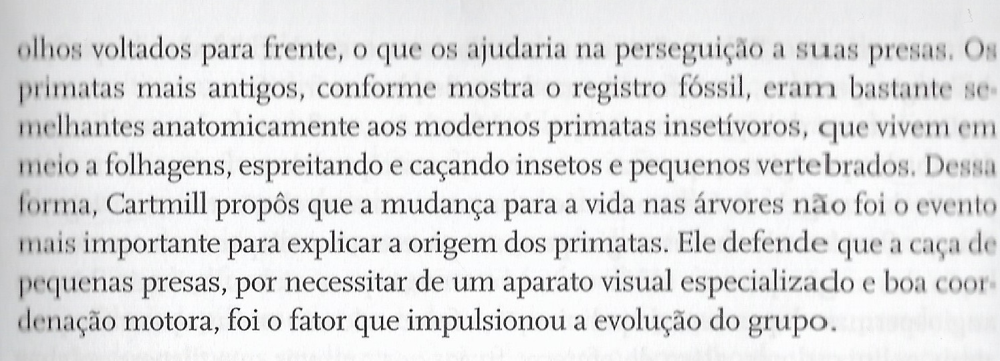 olhos voltados para frente, o que os ajudaria na perseguição a suas presas. Os
primatas mais antigos, conforme mostra o registro fóssil, eram bastante se-
melhantes anatomicamente aos modernos primatas insetívoros, que vivem em
meio a folhagens, espreitando e caçando insetos e pequenos vertebrados. Dessa
forma, Cartmill propôs que a mudança para a vida nas árvores não foi o evento
mais importante para explicar a origem dos primatas. Ele defende que a caça de
pequenas presas, por necessitar de um aparato visual especializado e boa coor-
denação motora, foi o fator que impulsionou a evolução do grupo.